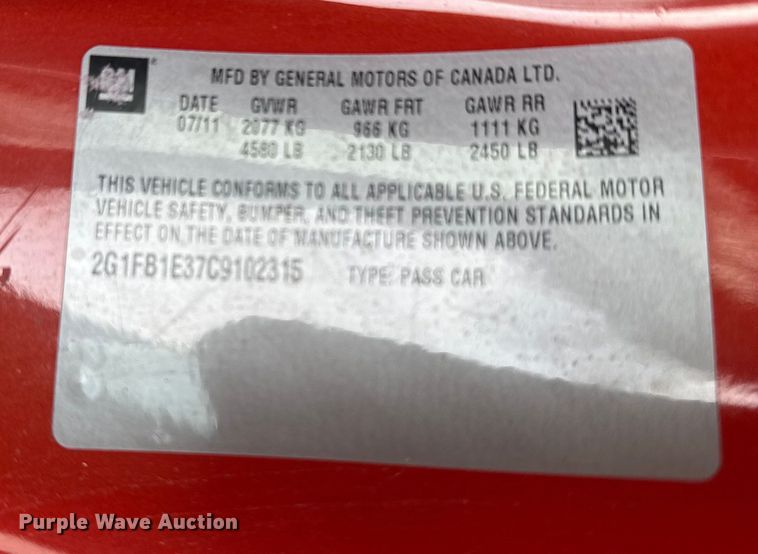 GM
MFD BY GENERAL MOTORS OF CANADA LTD.
DATE GVWR GAWR FRT GAWR RR
07/11 2077 KG 966 KG 1111 KG
4580 LB 2130 LB 2450 LB
THIS VEHICLE CONFORMS TO ALL APPLICABLE U.S. FEDERAL MOTOR
VEHICLE SAFETY, BUMPER, AND THEFT PREVENTION STANDARDS IN
EFFECT ON THE DATE OF MANUFACTURE SHOWN ABOVE.
2G1FB1E37C9102315 TYPE: PASS CAR
Purple Wave Auction